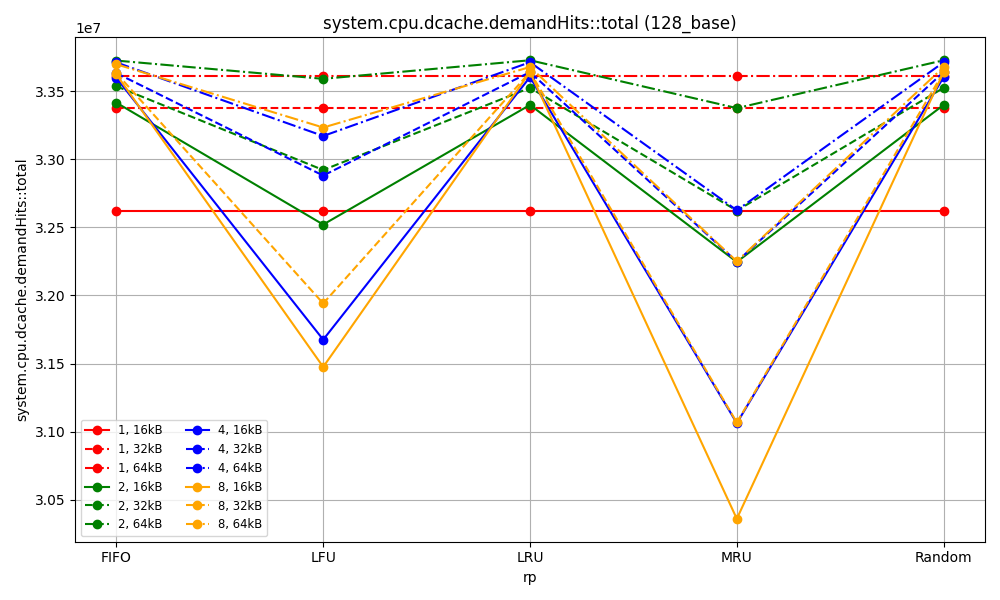 system.cpu.dcache.demandHits::total (128_base)
1e7
3.35
3.30
3.25
3.20
3.15
3.10
3.05
system.cpu.dcache.demandHits::total
1, 16kB
1, 32kB
1, 64kB
2, 16kB
2, 32kB
2, 64kB
4, 16kB
4, 32kB
4, 64kB
8, 16kB
8, 32kB
8, 64kB
FIFO LFU LRU MRU Random
rp